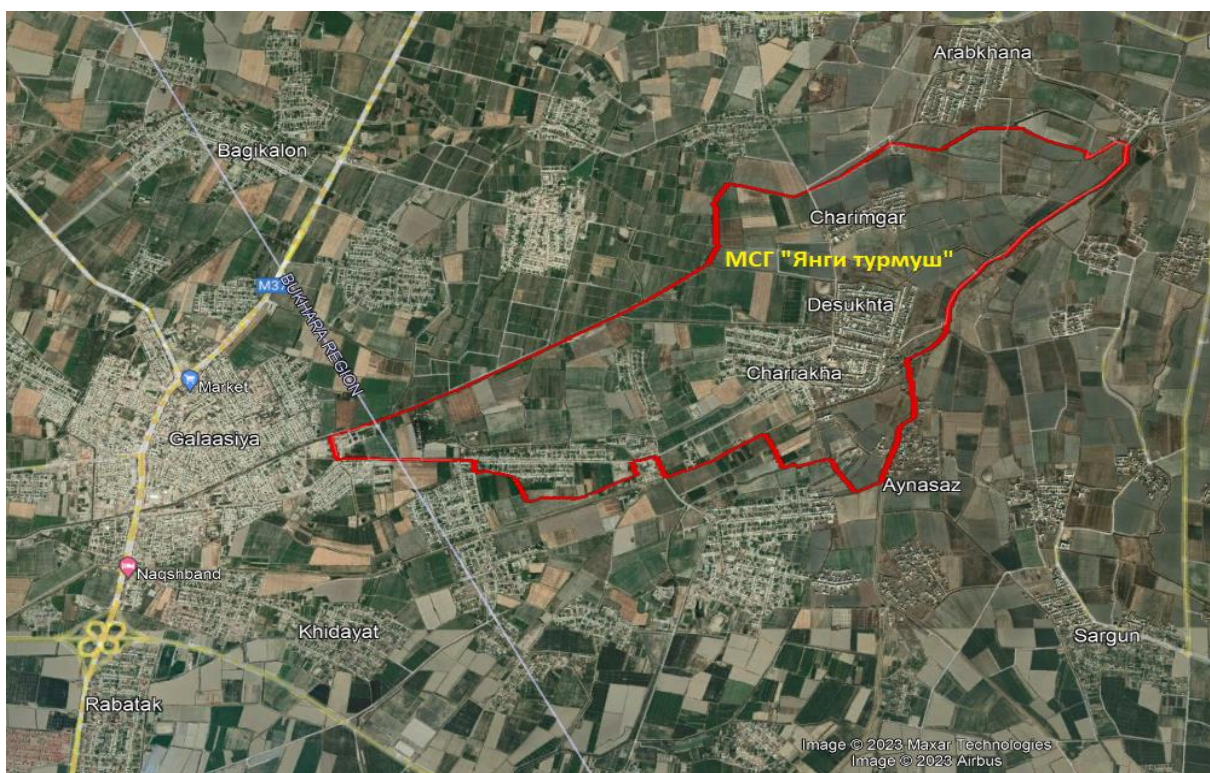 Arabkhana
Bagikalon
Charimgar
МСГ "Янги турмуш"
M37
BUKHARA REGION
Desukhta
Charrakha
Market
Galaasiya
Aynasaz
Naqshband
Khidayat
Sargun
Rabatak
Image © 2023 Maxar Technologies
Image © 2023 Airbus